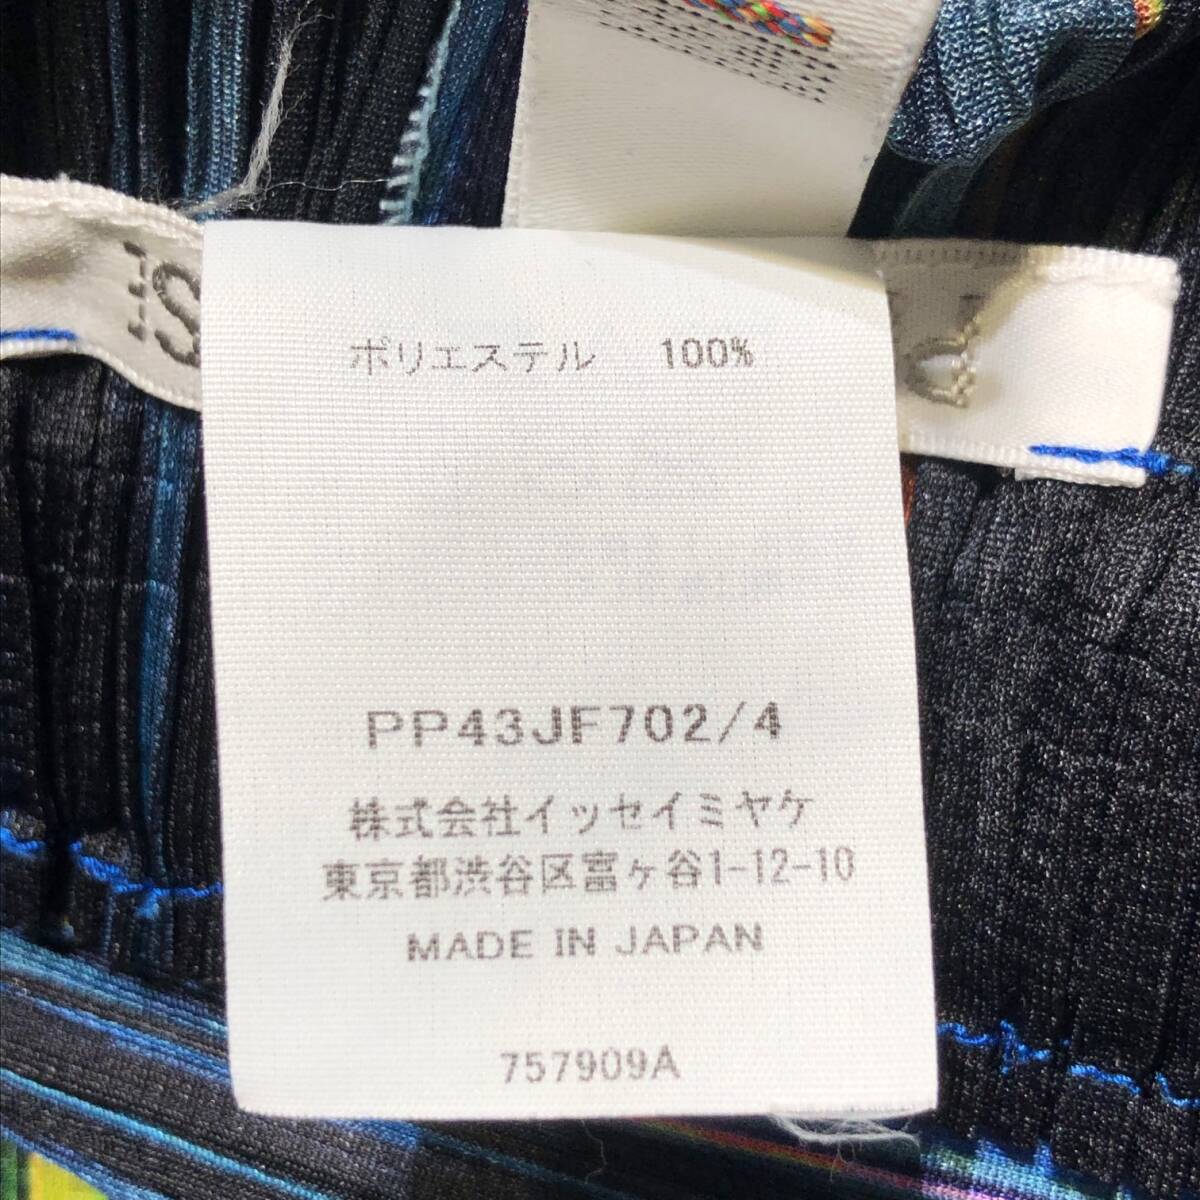 ポリエステル 100%
PP43JF702/4
株式会社イッセイミヤケ
東京都渋谷区富ヶ谷1-12-10
MADE IN JAPAN
757909A